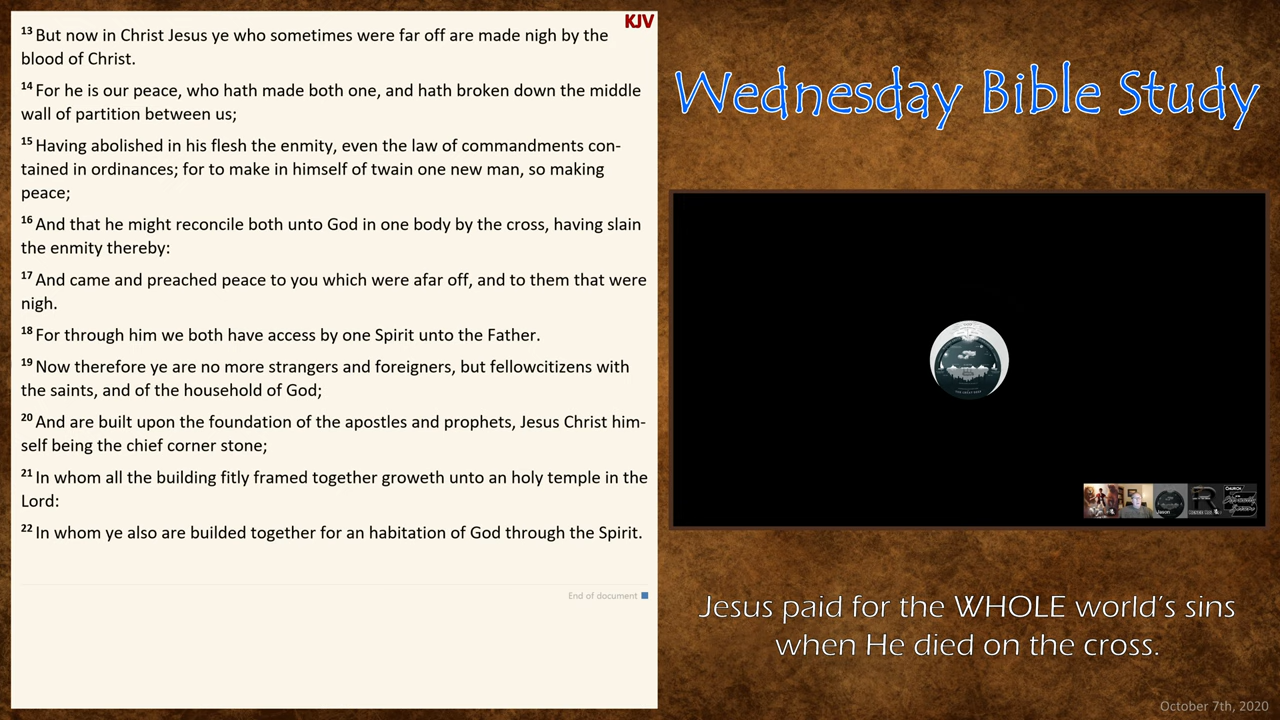 KJV
13 But now in Christ Jesus ye who sometimes were far off are made nigh by the
blood of Christ.
14 For he is our peace, who hath made both one, and hath broken down the middle
wall of partition between us;
15 Having abolished in his flesh the enmity, even the law of commandments con-
tained in ordinances; for to make in himself of twain one new man, so making
peace;
16 And that he might reconcile both unto God in one body by the cross, having slain
the enmity thereby:
17 And came and preached peace to you which were afar off, and to them that were
nigh.
18 For through him we both have access by one Spirit unto the Father.
19 Now therefore ye are no more strangers and foreigners, but fellowcitizens with
the saints, and of the household of God;
20 And are built upon the foundation of the apostles and prophets, Jesus Christ him-
self being the chief corner stone;
21 In whom all the building fitly framed together groweth unto an holy temple in the
Lord:
22 In whom ye also are builded together for an habitation of God through the Spirit.
End of document
Wednesday Bible Study
Jason
Jesus paid for the WHOLE world's sins
when He died on the cross.
October 7th, 2020